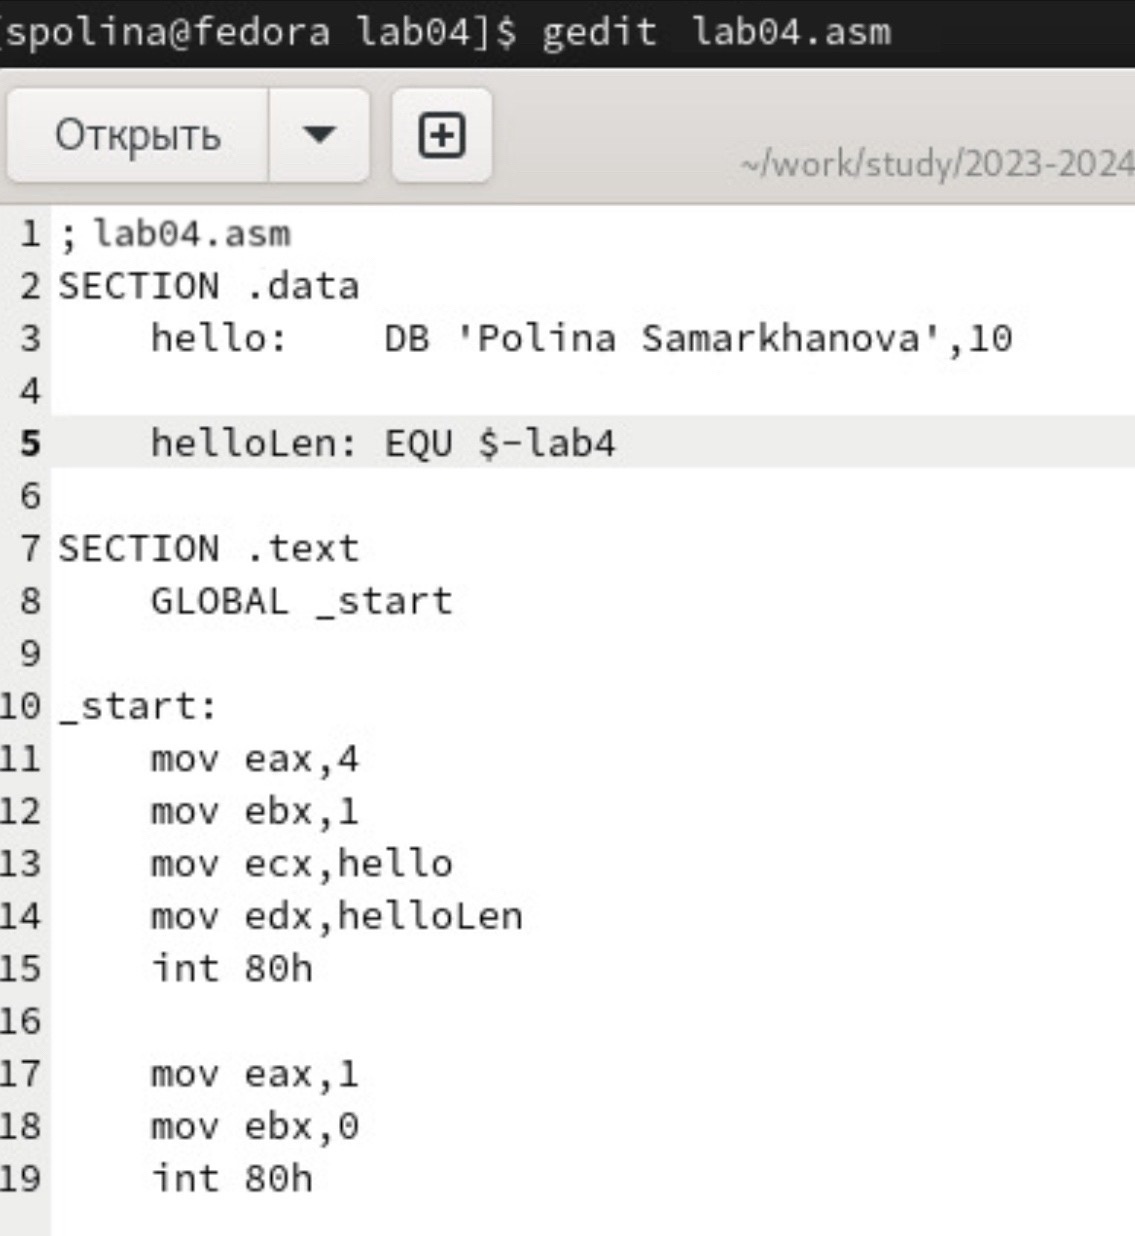 [spolina@fedora lab04]$ gedit lab04.asm
Открыть
~/work/study/2023-2024
1 ; lab04.asm
2 SECTION .data
3     hello:    DB 'Polina Samarkhanova',10
4
5     helloLen: EQU $-lab4
6
7 SECTION .text
8     GLOBAL _start
9
10 _start:
11     mov eax,4
12     mov ebx,1
13     mov ecx,hello
14     mov edx,helloLen
15     int 80h
16
17     mov eax,1
18     mov ebx,0
19     int 80h